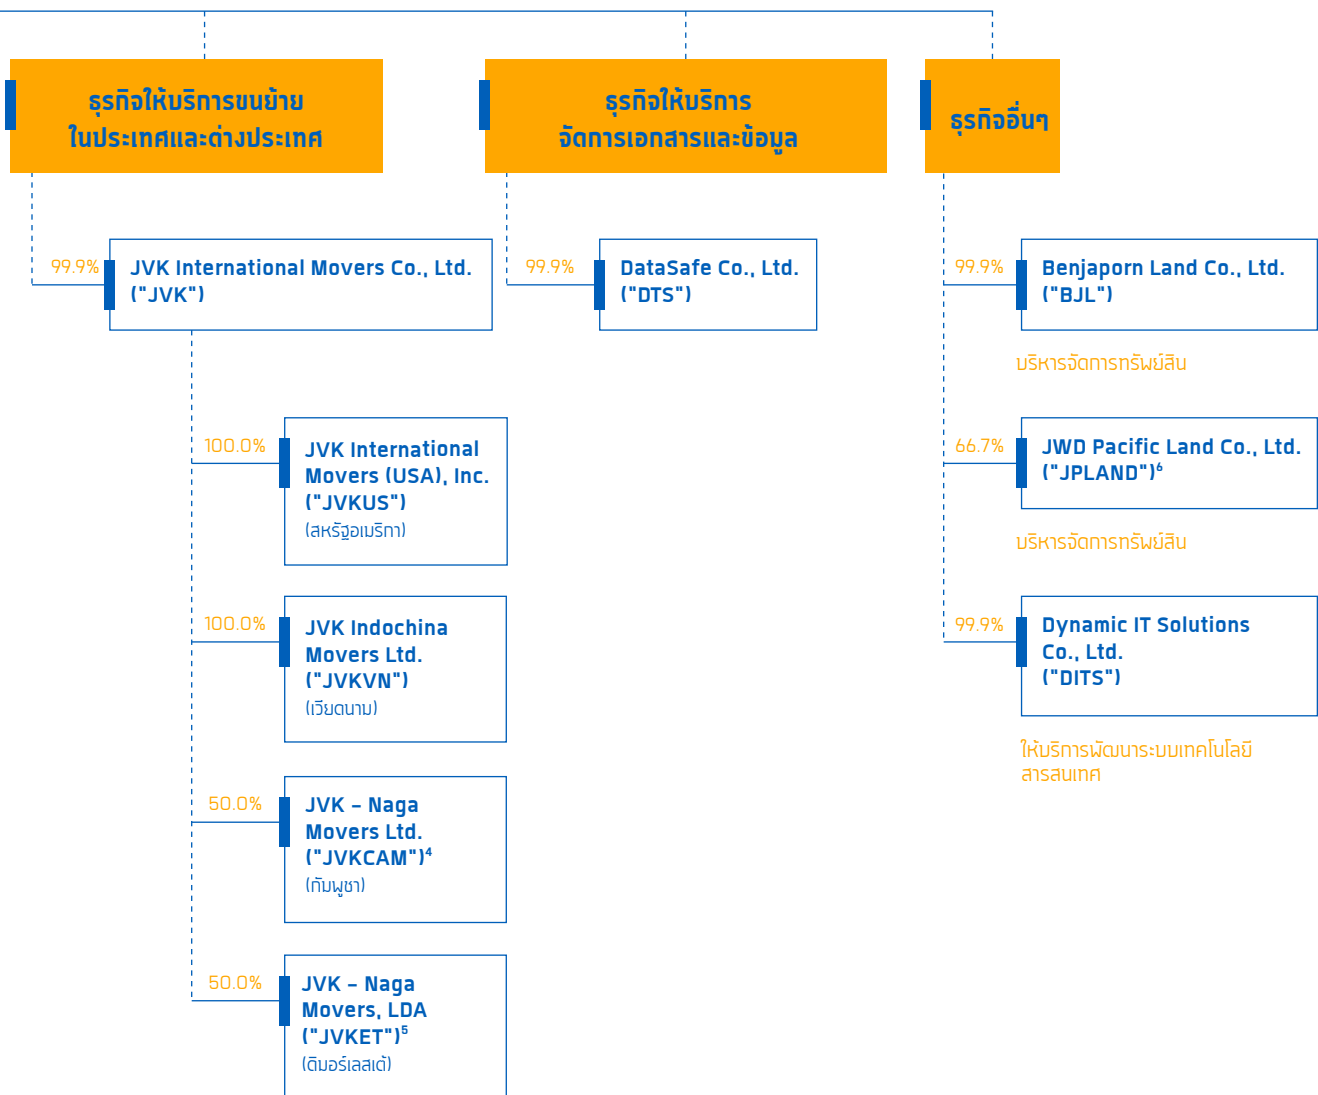 ธุรกิจให้บริการขนย้าย
ในประเทศและต่างประเทศ
99.9%
JVK International Movers Co., Ltd.
("JVK")
100.0%
JVK International
Movers (USA), Inc.
("JVKUS")
(สหรัฐอเมริกา)
100.0%
JVK Indochina
Movers Ltd.
("JVKVN")
(เวียดนาม)
50.0%
JVK – Naga
Movers Ltd.
("JVKCAM")⁴
(กัมพูชา)
50.0%
JVK – Naga
Movers, LDA
("JVKET")⁵
(ติมอร์เลสเต้)
ธุรกิจให้บริการ
จัดการเอกสารและข้อมูล
99.9%
DataSafe Co., Ltd.
("DTS")
ธุรกิจอื่นๆ
99.9%
Benjaporn Land Co., Ltd.
("BJL")
บริหารจัดการทรัพย์สิน
66.7%
JWD Pacific Land Co., Ltd.
("JPLAND")⁶
บริหารจัดการทรัพย์สิน
99.9%
Dynamic IT Solutions
Co., Ltd.
("DITS")
ให้บริการพัฒนาระบบเทคโนโลยี
สารสนเทศ